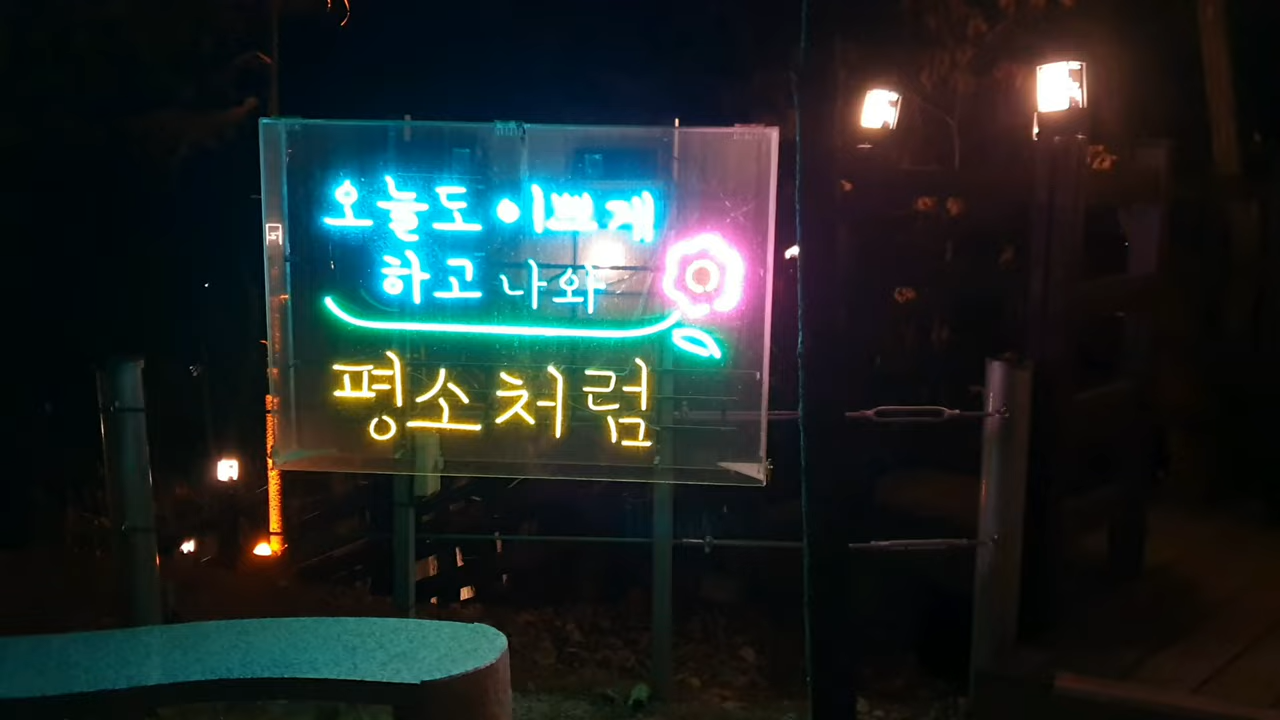 오늘도 이쁘게
하고 나와
평소처럼